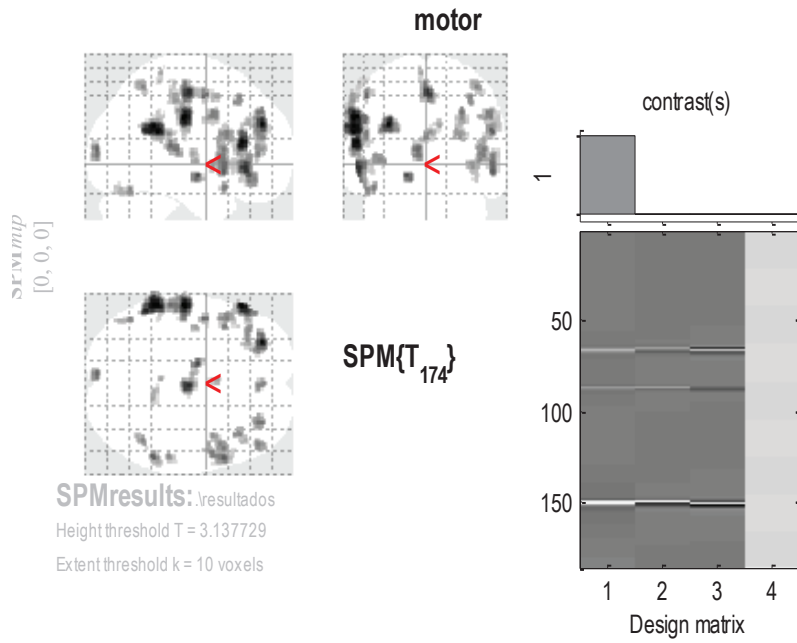 motor
contrast(s)
1
SPMmip
[0, 0, 0]
<
<
<
SPM{T174}
50
100
150
1 2 3 4
Design matrix
SPMresults: .\resultados
Height threshold T = 3.137729
Extent threshold k = 10 voxels